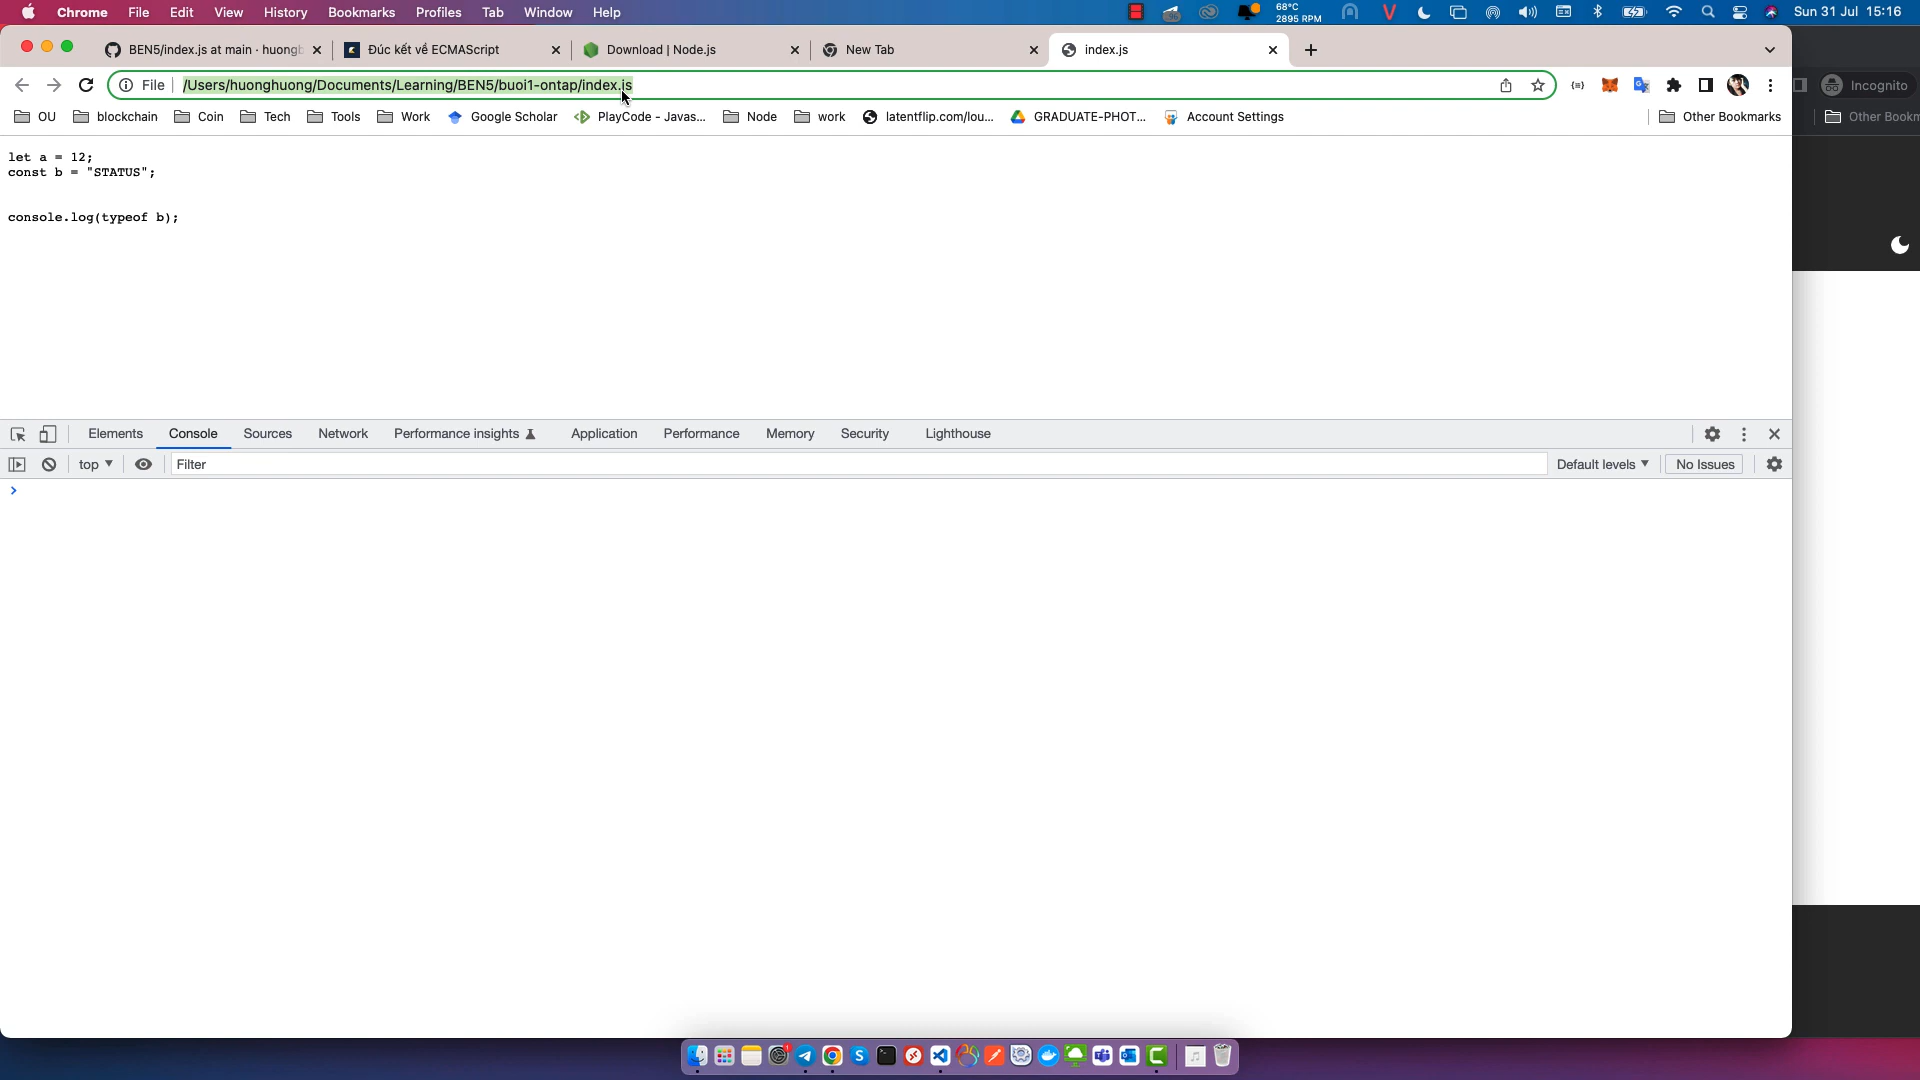 Chrome File Edit View History Bookmarks Profiles Tab Window Help
68°C
2895 RPM
Sun 31 Jul 15:16
BEN5/index.js at main · huongb
Đúc kết về ECMAScript
Download | Node.js
New Tab
index.js
File
/Users/huonghuong/Documents/Learning/BEN5/buoi1-ontap/index.js
Incognito
OU blockchain Coin Tech Tools Work Google Scholar PlayCode - Javas... Node work latentflip.com/lou... GRADUATE-PHOT... Account Settings Other Bookmarks
Other Bookm
let a = 12;
const b = "STATUS";
console.log(typeof b);
Elements Console Sources Network Performance insights Application Performance Memory Security Lighthouse
top Filter Default levels No Issues